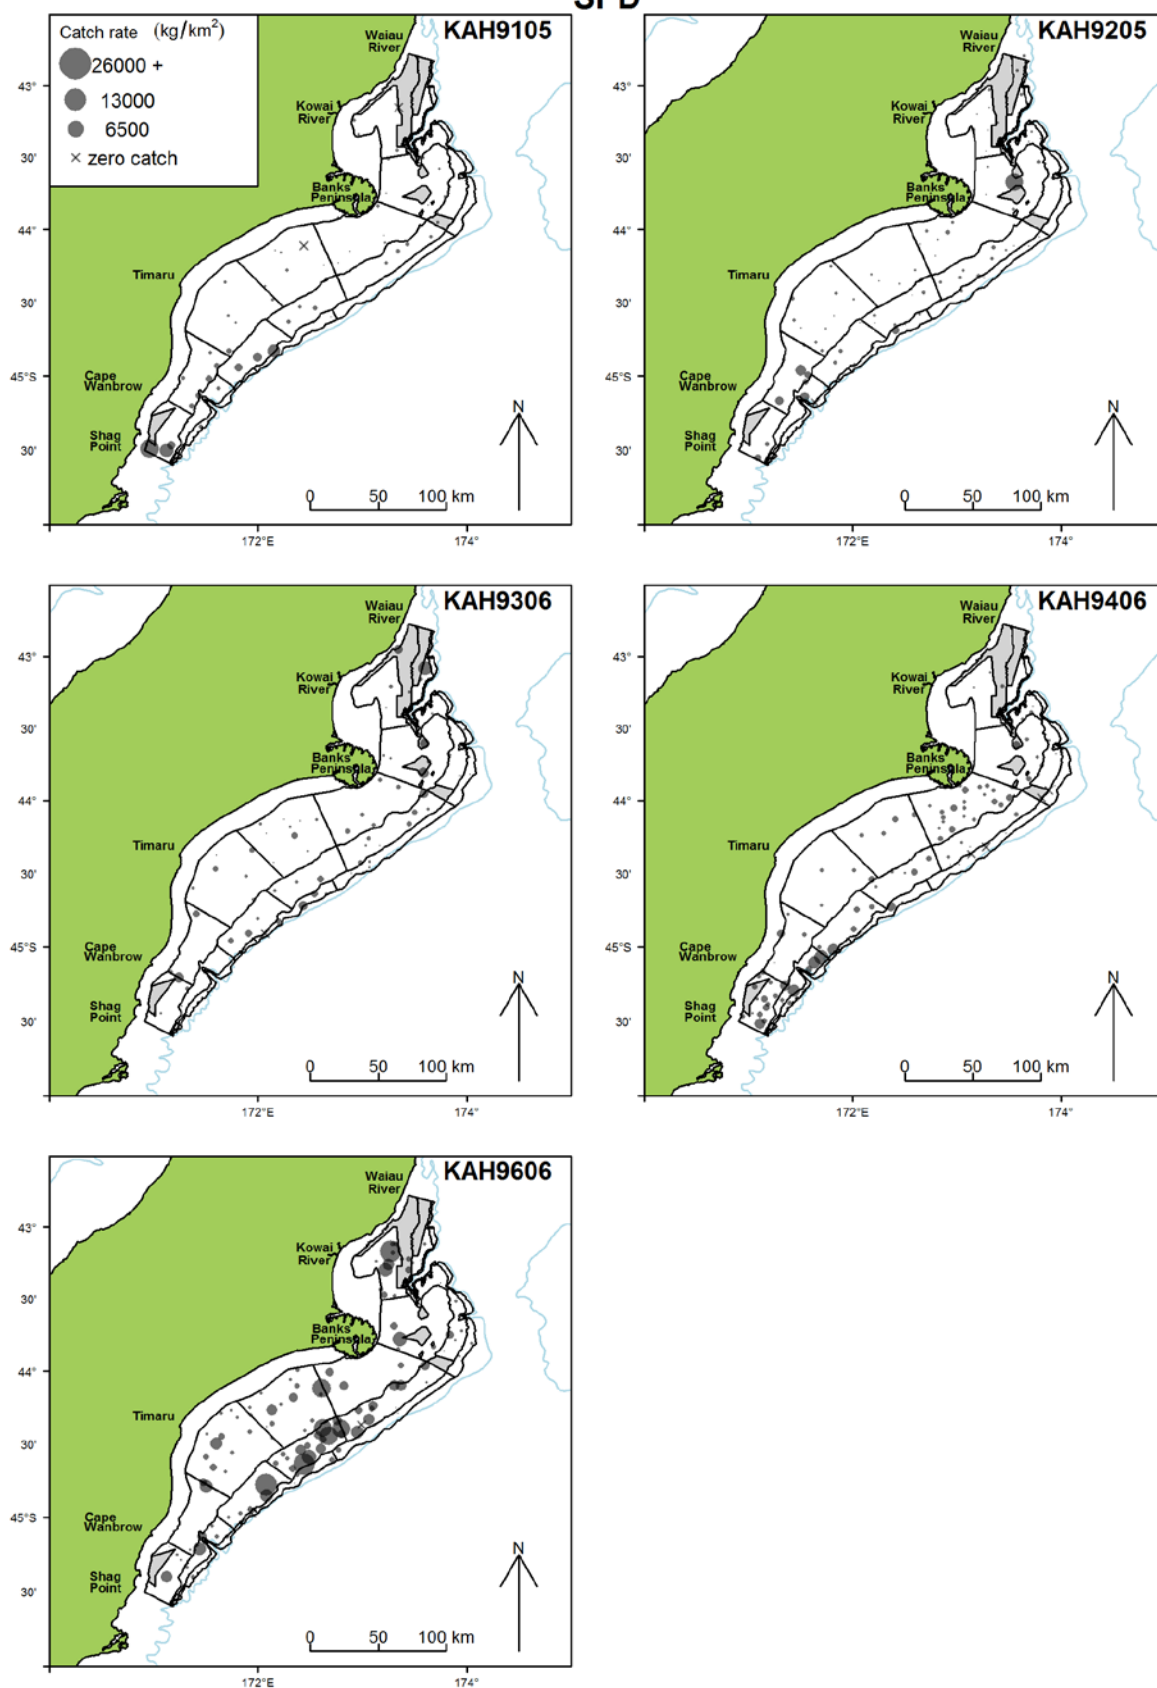 SPD
Catch rate (kg/km²)
26000 +
13000
6500
× zero catch
KAH9105
Waiau
River
43°
Kowai
River
30'
Banks
Peninsula
44°
Timaru
30'
Cape
Wanbrow
45°S
Shag
Point
30'
N
0 50 100 km
172°E 174°
KAH9205
Waiau
River
43°
Kowai
River
30'
Banks
Peninsula
44°
Timaru
30'
Cape
Wanbrow
45°S
Shag
Point
30'
N
0 50 100 km
172°E 174°
KAH9306
Waiau
River
43°
Kowai
River
30'
Banks
Peninsula
44°
Timaru
30'
Cape
Wanbrow
45°S
Shag
Point
30'
N
0 50 100 km
172°E 174°
KAH9406
Waiau
River
43°
Kowai
River
30'
Banks
Peninsula
44°
Timaru
30'
Cape
Wanbrow
45°S
Shag
Point
30'
N
0 50 100 km
172°E 174°
KAH9606
Waiau
River
43°
Kowai
River
30'
Banks
Peninsula
44°
Timaru
30'
Cape
Wanbrow
45°S
Shag
Point
30'
N
0 50 100 km
172°E 174°